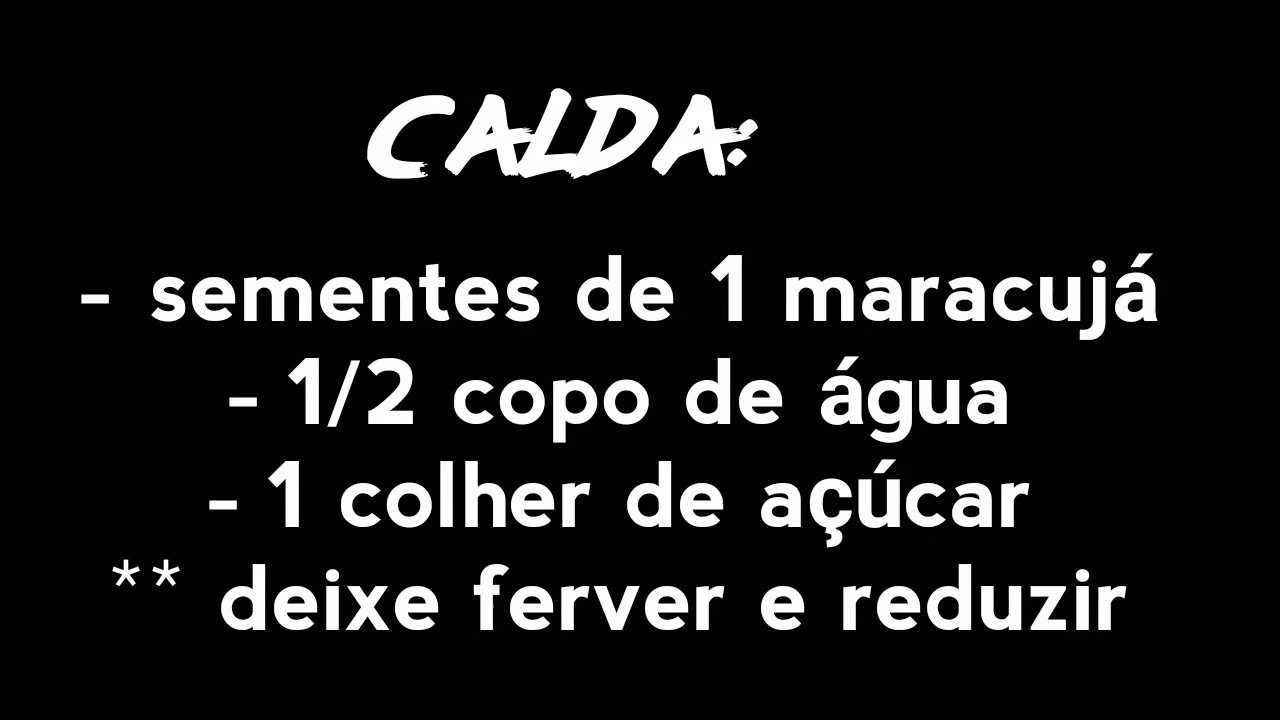 CALDA:
- sementes de 1 maracujá
- 1/2 copo de água
- 1 colher de açúcar
** deixe ferver e reduzir